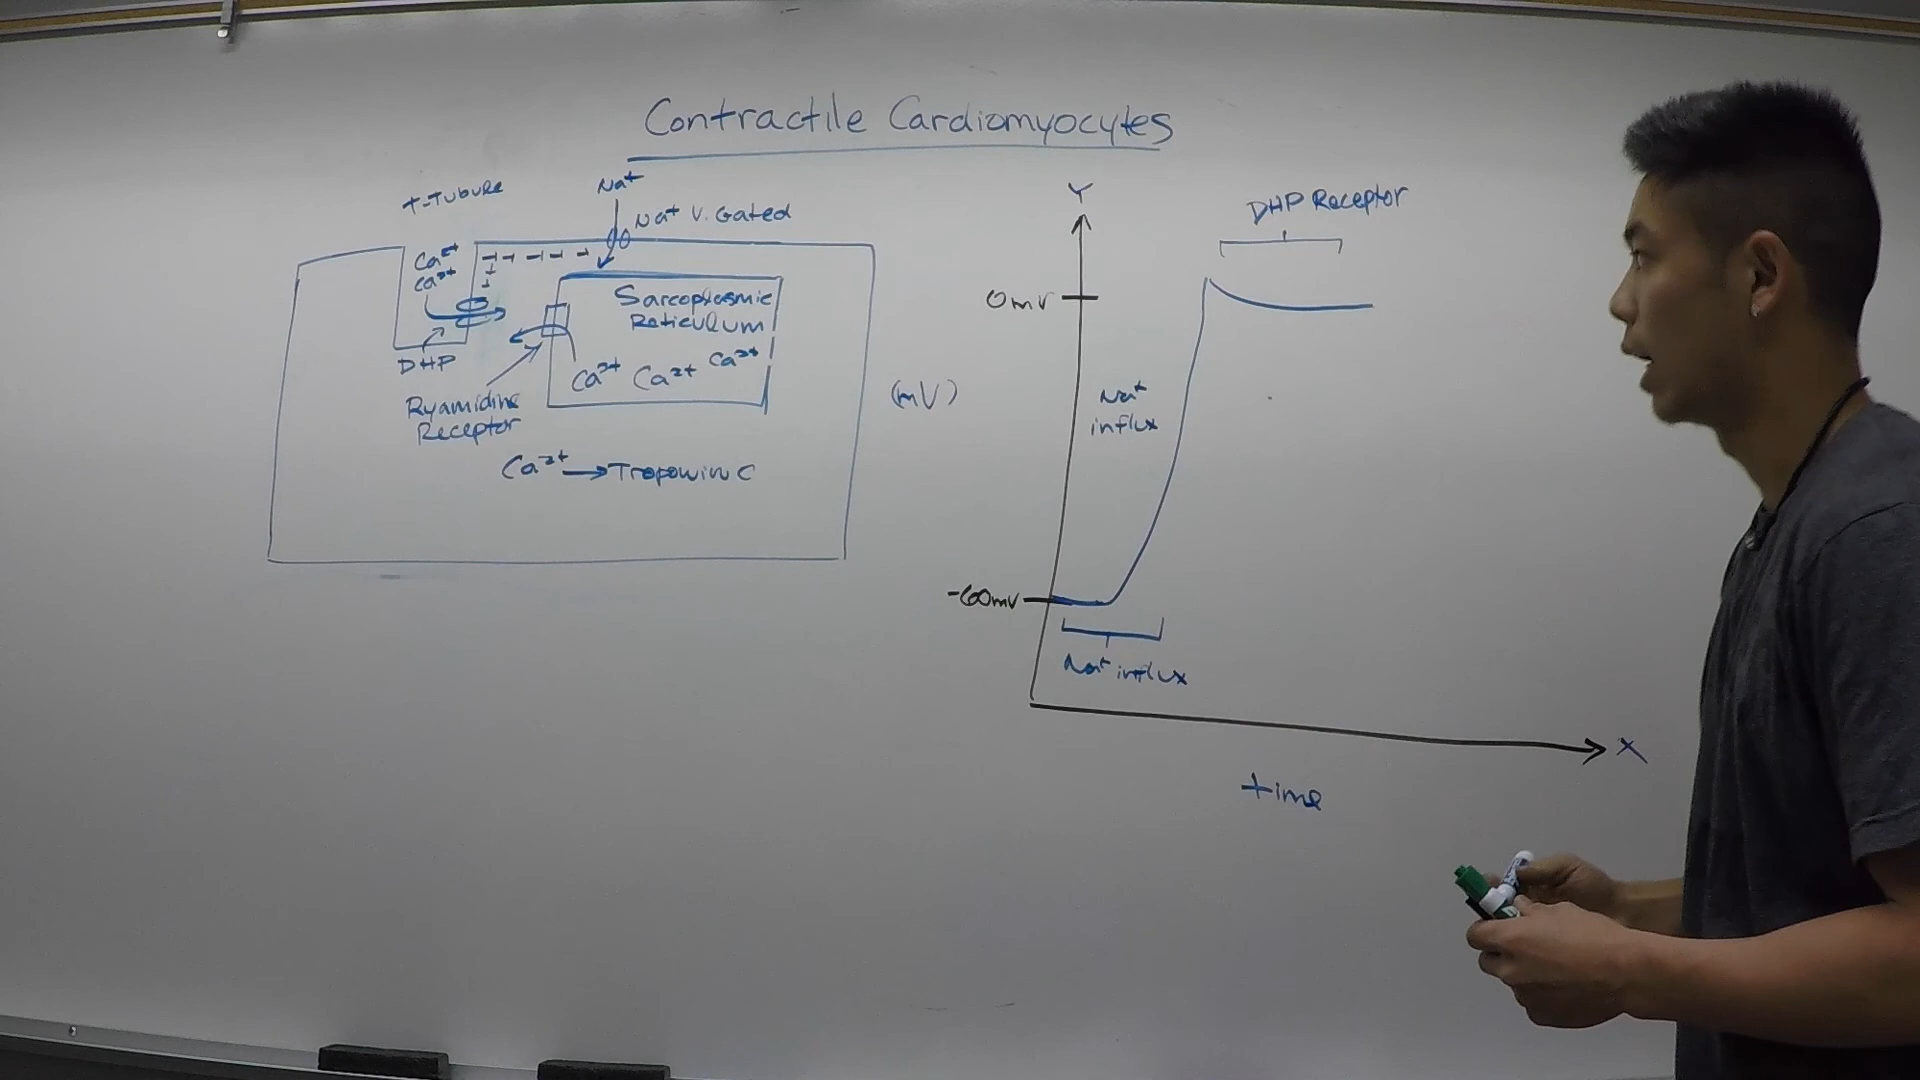 Contractile Cardiomyocytes
T-Tubule
Na+
Na+ V. Gated
Ca2+
Ca2+
DHP
Sarcoplasmic
Reticulum
Ca2+ Ca2+ Ca2+
Ryamidine
Receptor
Ca2+ → Troponin C
(mV)
Y
DHP Receptor
0mv
Na+
influx
-60mV
Na+ influx
X
time